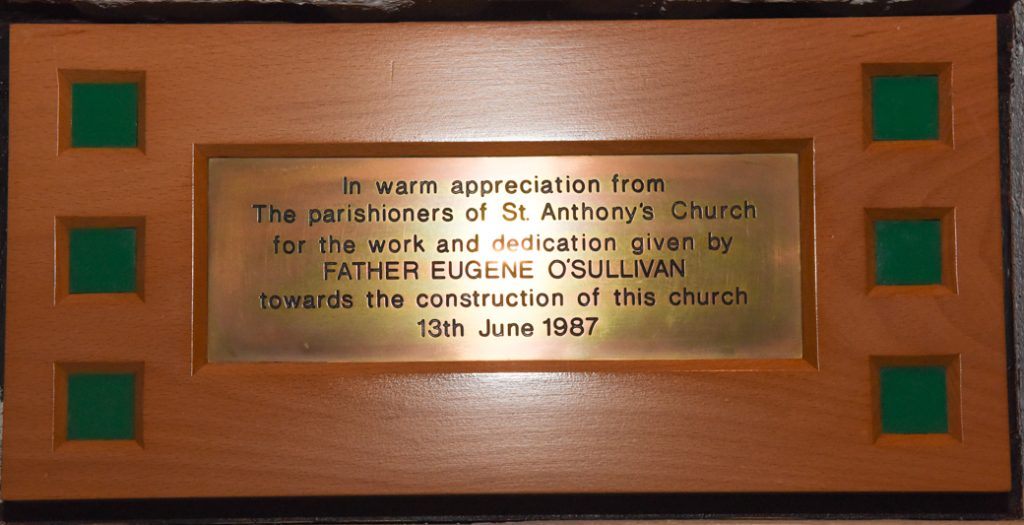 In warm appreciation from
The parishioners of St. Anthony's Church
for the work and dedication given by
FATHER EUGENE O'SULLIVAN
towards the construction of this church
13th June 1987